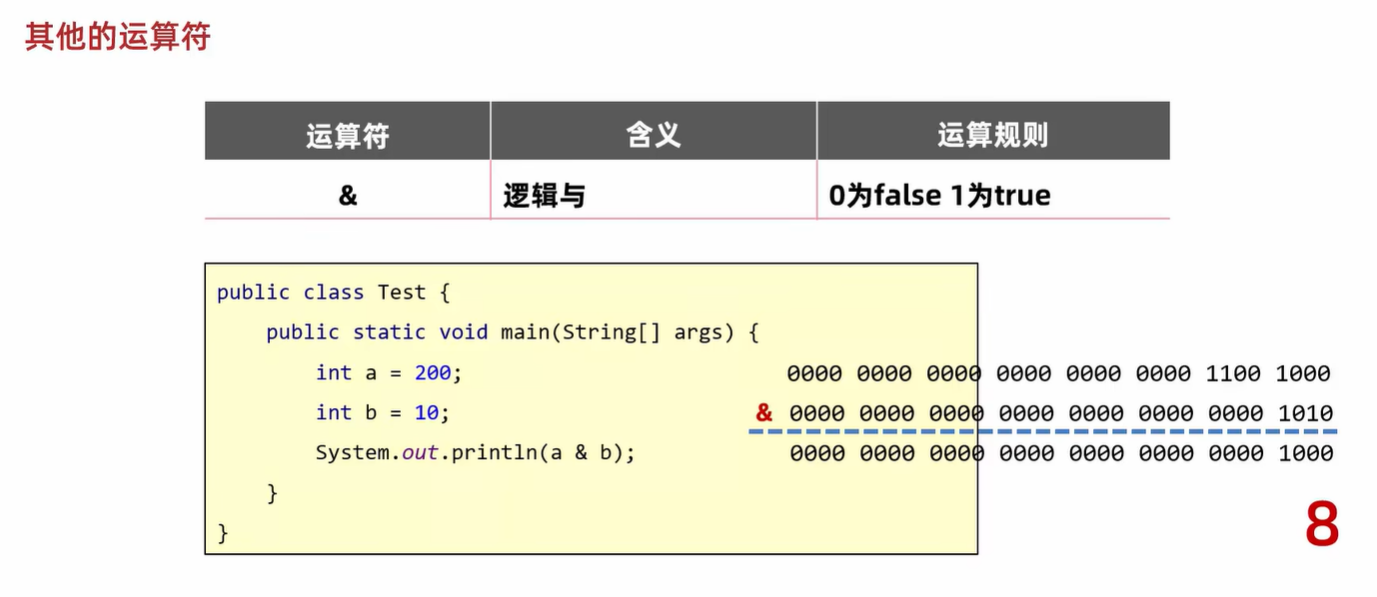 其他的运算符
运算符 含义 运算规则
& 逻辑与 0为false 1为true
public class Test {
public static void main(String[] args) {
int a = 200;
0000 0000 0000 0000 0000 0000 1100 1000
int b = 10;
& 0000 0000 0000 0000 0000 0000 0000 1010
System.out.println(a & b);
0000 0000 0000 0000 0000 0000 0000 1000
}
}
8